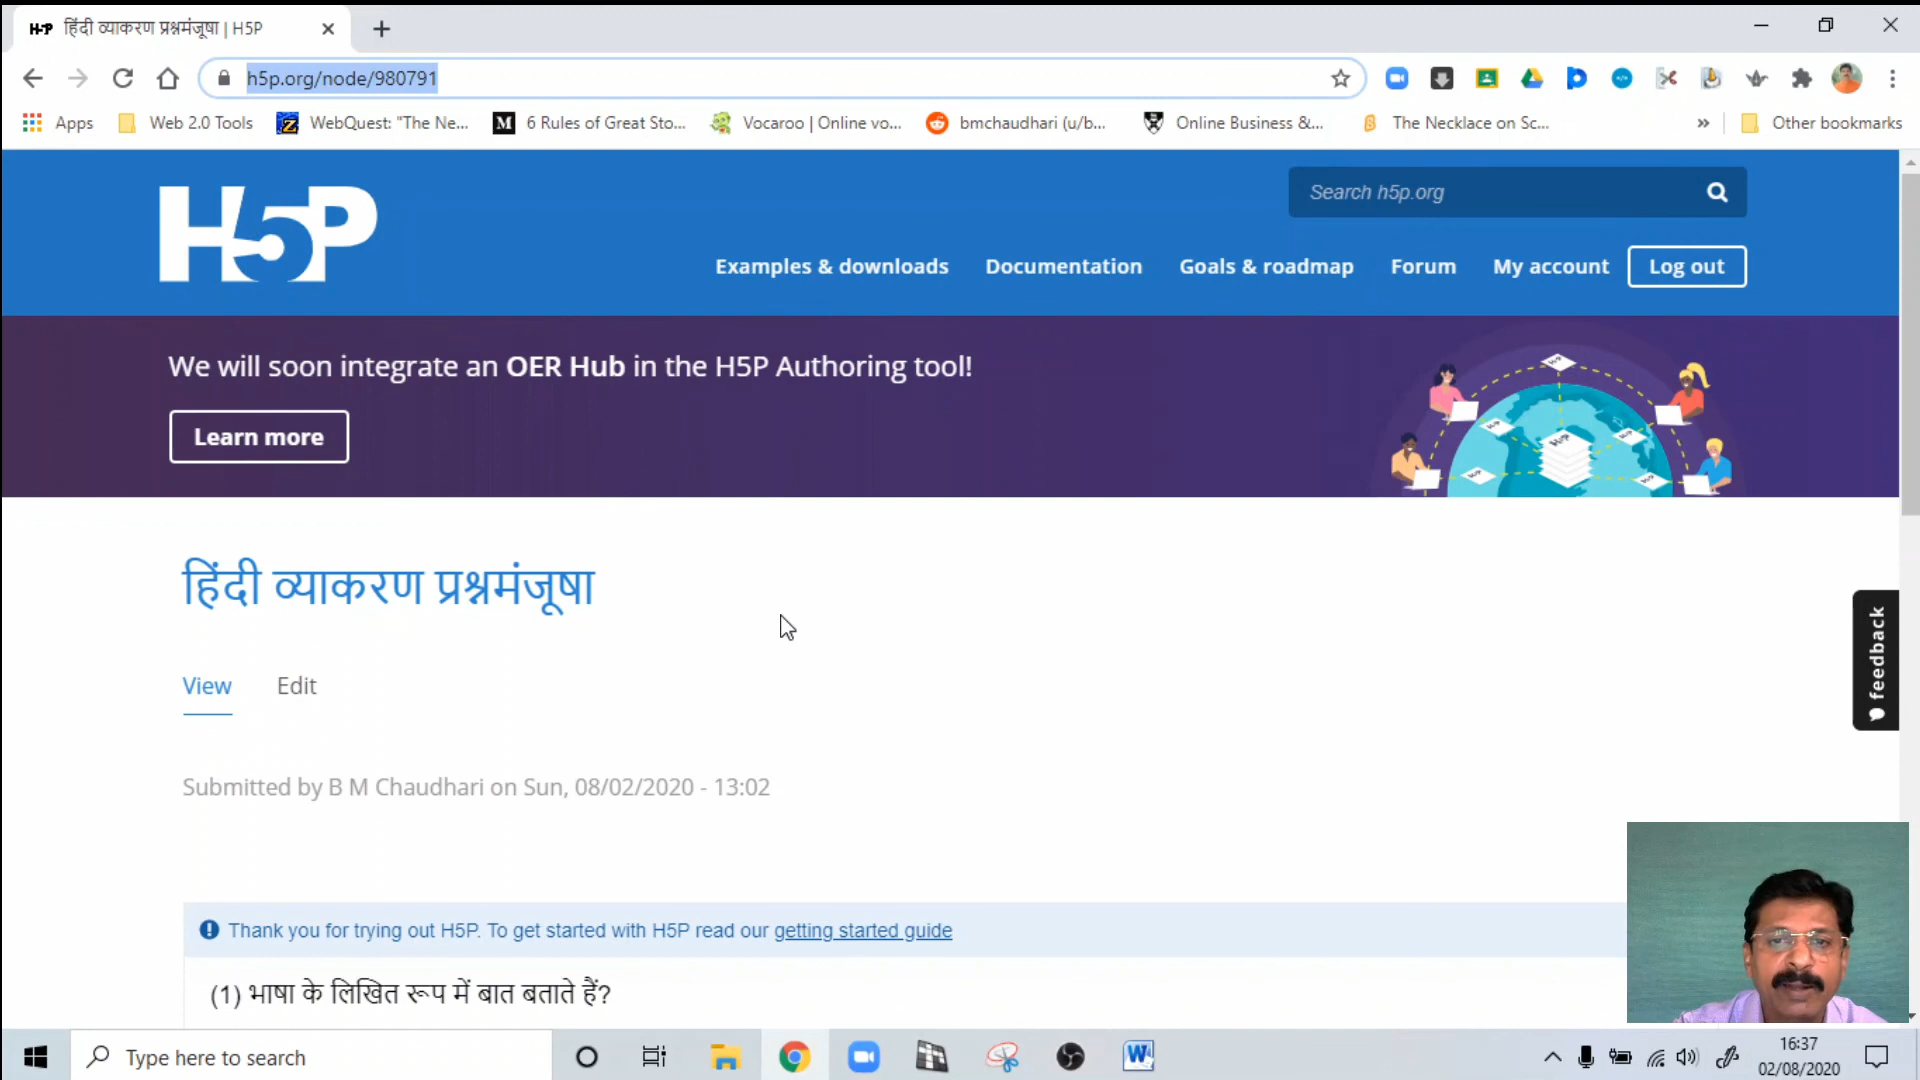 हिंदी व्याकरण प्रश्नमंजूषा | H5P
h5p.org/node/980791
Apps Web 2.0 Tools WebQuest: "The Ne... 6 Rules of Great Sto... Vocaroo | Online vo... bmchaudhari (u/b... Online Business &... The Necklace on Sc... » Other bookmarks
H5P
Search h5p.org
Examples & downloads Documentation Goals & roadmap Forum My account Log out
We will soon integrate an OER Hub in the H5P Authoring tool!
Learn more
हिंदी व्याकरण प्रश्नमंजूषा
feedback
View Edit
Submitted by B M Chaudhari on Sun, 08/02/2020 - 13:02
Thank you for trying out H5P. To get started with H5P read our getting started guide
(1) भाषा के लिखित रूप में बात बताते हैं?
Type here to search
16:37
02/08/2020